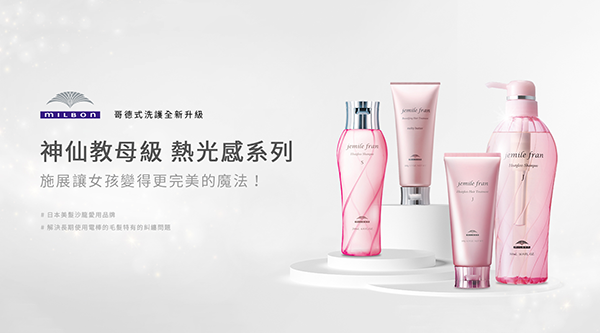 MILBON
哥德式洗護全新升級
神仙教母級 熱光感系列
施展讓女孩變得更完美的魔法！
# 日本美髮沙龍愛用品牌
# 解決長期使用電棒的毛髮特有的糾纏問題
jemile fran
jemile fran
jemile fran
jemile fran